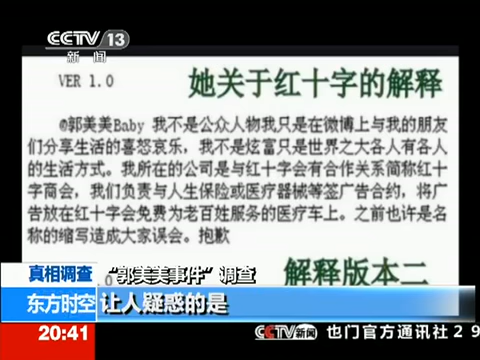 CCTV 13
新闻
VER 1.0
她关于红十字的解释
@郭美美Baby 我不是公众人物我只是在微博上与我的朋友
们分享生活的喜怒哀乐，我不是炫富只是世界之大各人有各人
的生活方式。我所在的公司是与红十字会有合作关系简称红十
字商会，我们负责与人生保险或医疗器械等签广告合约，将广
告放在红十字会免费为老百姓服务的医疗车上。之前也许是名
称的缩写造成大家误会。抱歉
解释版本二
真相调查
“郭美美事件”调查
东方时空
让人疑惑的是
20:41
CCTV 新闻
也门官方通讯社 2 9